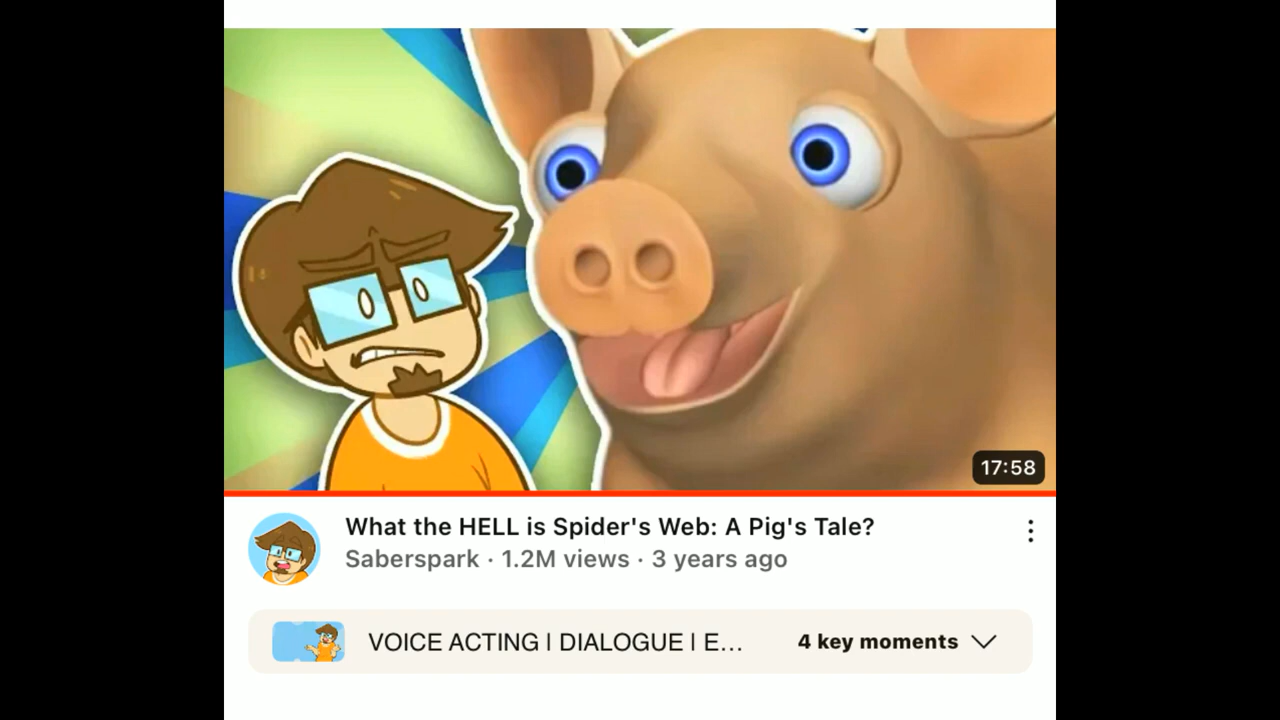 17:58
What the HELL is Spider's Web: A Pig's Tale?
Saberspark · 1.2M views · 3 years ago
VOICE ACTING | DIALOGUE | E... 4 key moments